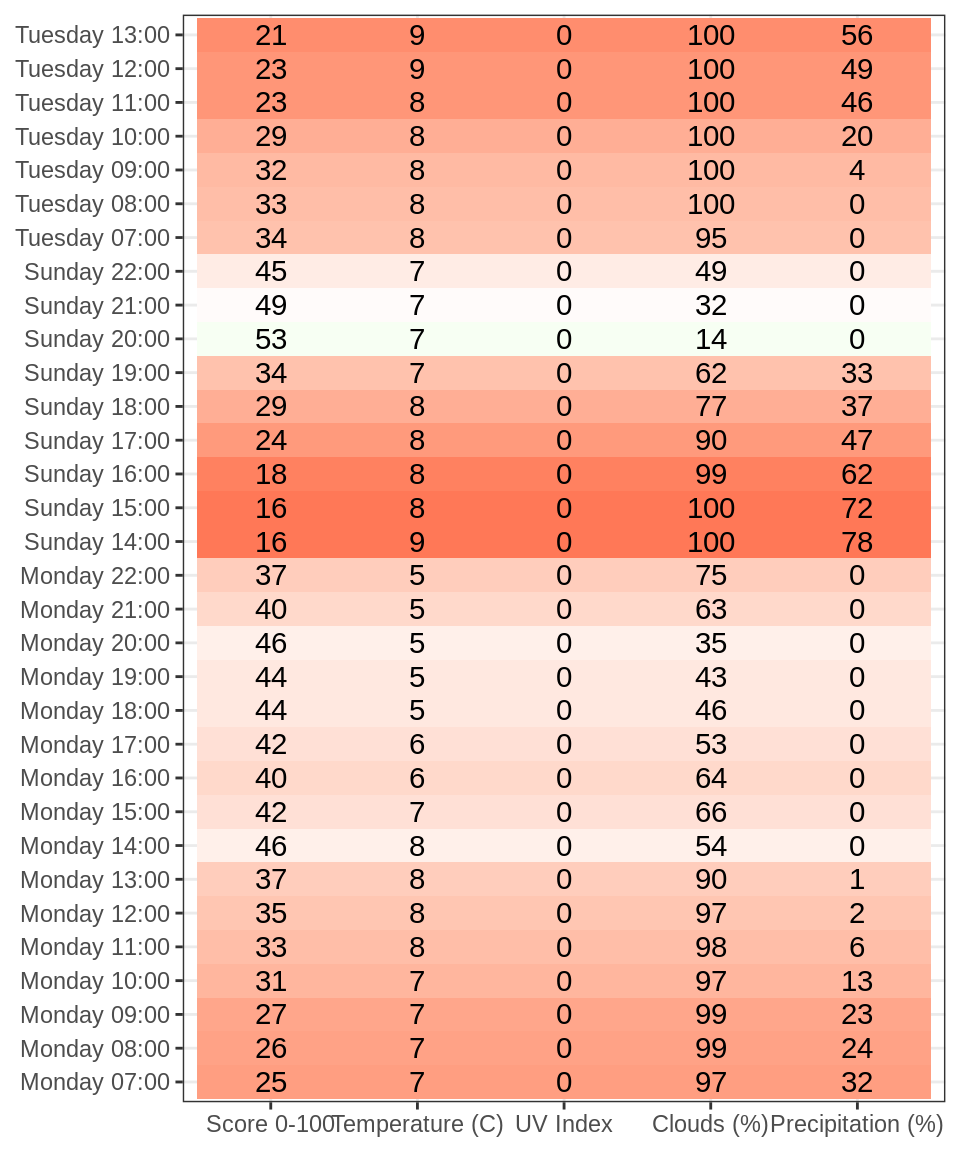 Tuesday 13:00 21 9 0 100 56
Tuesday 12:00 23 9 0 100 49
Tuesday 11:00 23 8 0 100 46
Tuesday 10:00 29 8 0 100 20
Tuesday 09:00 32 8 0 100 4
Tuesday 08:00 33 8 0 100 0
Tuesday 07:00 34 8 0 95 0
Sunday 22:00 45 7 0 49 0
Sunday 21:00 49 7 0 32 0
Sunday 20:00 53 7 0 14 0
Sunday 19:00 34 7 0 62 33
Sunday 18:00 29 8 0 77 37
Sunday 17:00 24 8 0 90 47
Sunday 16:00 18 8 0 99 62
Sunday 15:00 16 8 0 100 72
Sunday 14:00 16 9 0 100 78
Monday 22:00 37 5 0 75 0
Monday 21:00 40 5 0 63 0
Monday 20:00 46 5 0 35 0
Monday 19:00 44 5 0 43 0
Monday 18:00 44 5 0 46 0
Monday 17:00 42 6 0 53 0
Monday 16:00 40 6 0 64 0
Monday 15:00 42 7 0 66 0
Monday 14:00 46 8 0 54 0
Monday 13:00 37 8 0 90 1
Monday 12:00 35 8 0 97 2
Monday 11:00 33 8 0 98 6
Monday 10:00 31 7 0 97 13
Monday 09:00 27 7 0 99 23
Monday 08:00 26 7 0 99 24
Monday 07:00 25 7 0 97 32
Score 0-100 Temperature (C) UV Index Clouds (%) Precipitation (%)